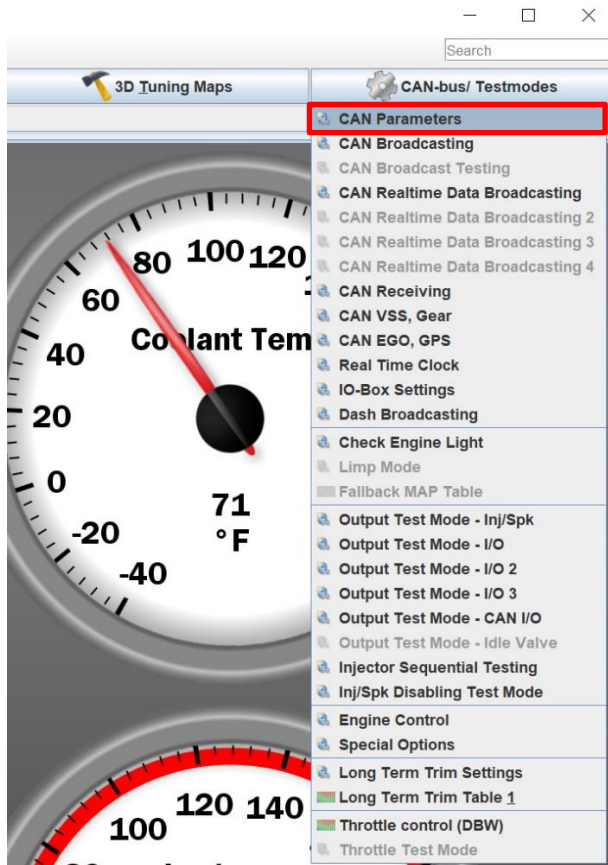 Search
3D Tuning Maps
CAN-bus/ Testmodes
CAN Parameters
CAN Broadcasting
CAN Broadcast Testing
CAN Realtime Data Broadcasting
CAN Realtime Data Broadcasting 2
CAN Realtime Data Broadcasting 3
CAN Realtime Data Broadcasting 4
CAN Receiving
CAN VSS, Gear
CAN EGO, GPS
Real Time Clock
IO-Box Settings
Dash Broadcasting
Check Engine Light
Limp Mode
Fallback MAP Table
Output Test Mode - Inj/Spk
Output Test Mode - I/O
Output Test Mode - I/O 2
Output Test Mode - I/O 3
Output Test Mode - CAN I/O
Output Test Mode - Idle Valve
Injector Sequential Testing
Inj/Spk Disabling Test Mode
Engine Control
Special Options
Long Term Trim Settings
Long Term Trim Table 1
Throttle control (DBW)
Throttle Test Mode
-40
-20
0
20
40
60
80
100
120
Coolant Tem
71
°F
100
120
140